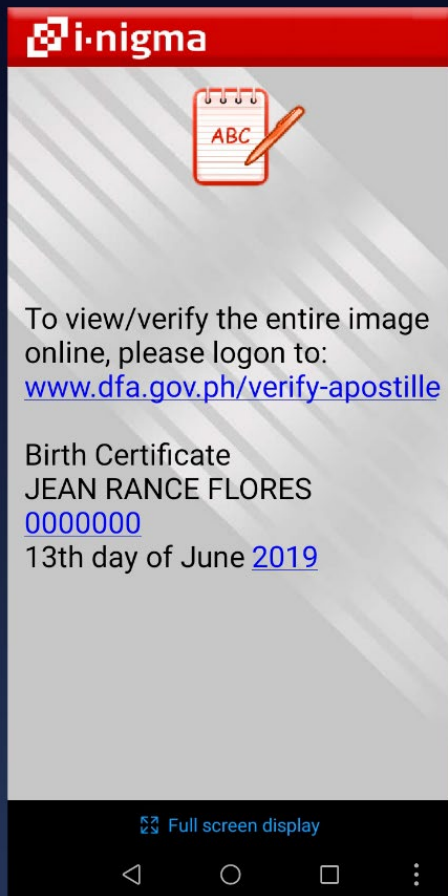 i-nigma
ABC
To view/verify the entire image
online, please logon to:
www.dfa.gov.ph/verify-apostille
Birth Certificate
JEAN RANCE FLORES
0000000
13th day of June 2019
Full screen display